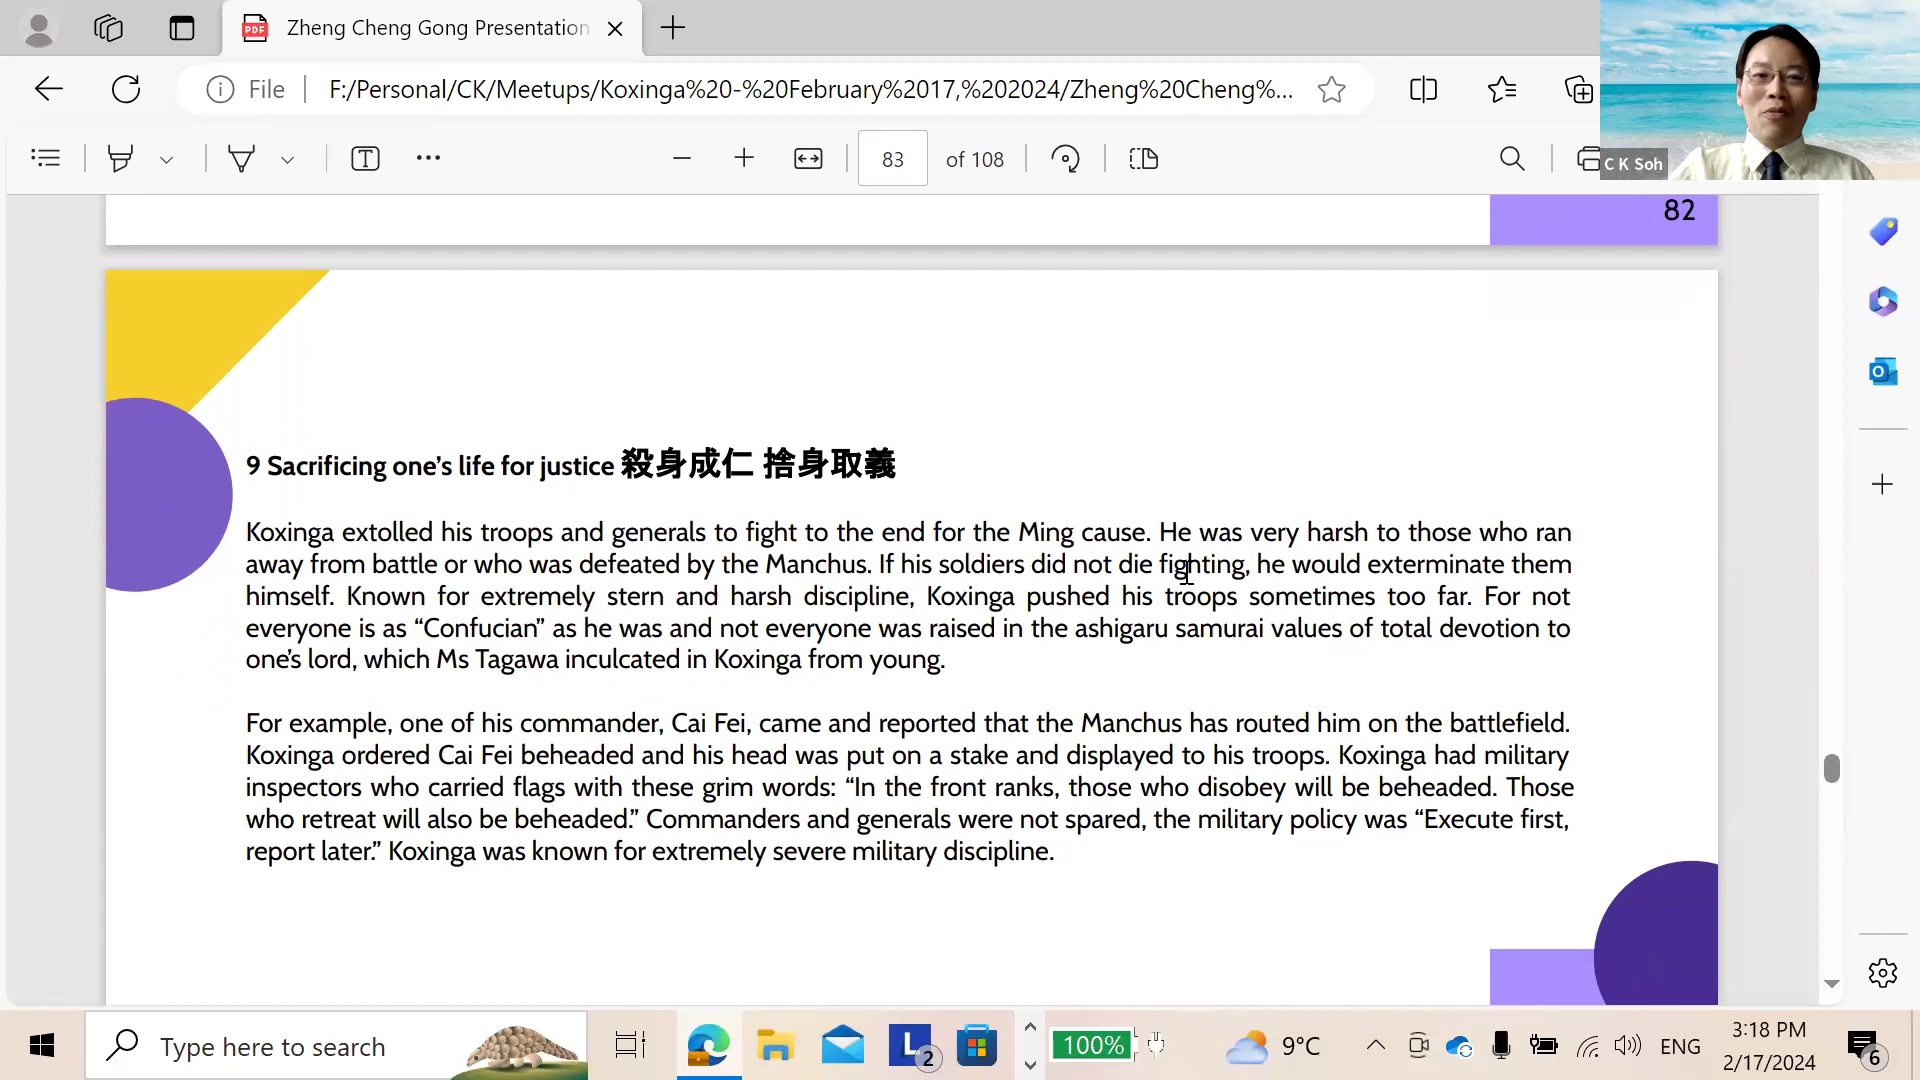 Zheng Cheng Gong Presentation
File
F:/Personal/CK/Meetups/Koxinga%20-%20February%2017,%202024/Zheng%20Cheng%...
83 of 108
C K Soh
82
9 Sacrificing one's life for justice 殺身成仁 捨身取義
Koxinga extolled his troops and generals to fight to the end for the Ming cause. He was very harsh to those who ran
away from battle or who was defeated by the Manchus. If his soldiers did not die fighting, he would exterminate them
himself. Known for extremely stern and harsh discipline, Koxinga pushed his troops sometimes too far. For not
everyone is as “Confucian” as he was and not everyone was raised in the ashigaru samurai values of total devotion to
one's lord, which Ms Tagawa inculcated in Koxinga from young.
For example, one of his commander, Cai Fei, came and reported that the Manchus has routed him on the battlefield.
Koxinga ordered Cai Fei beheaded and his head was put on a stake and displayed to his troops. Koxinga had military
inspectors who carried flags with these grim words: “In the front ranks, those who disobey will be beheaded. Those
who retreat will also be beheaded.” Commanders and generals were not spared, the military policy was “Execute first,
report later.” Koxinga was known for extremely severe military discipline.
Type here to search
2
100%
9°C
ENG
3:18 PM
2/17/2024
6